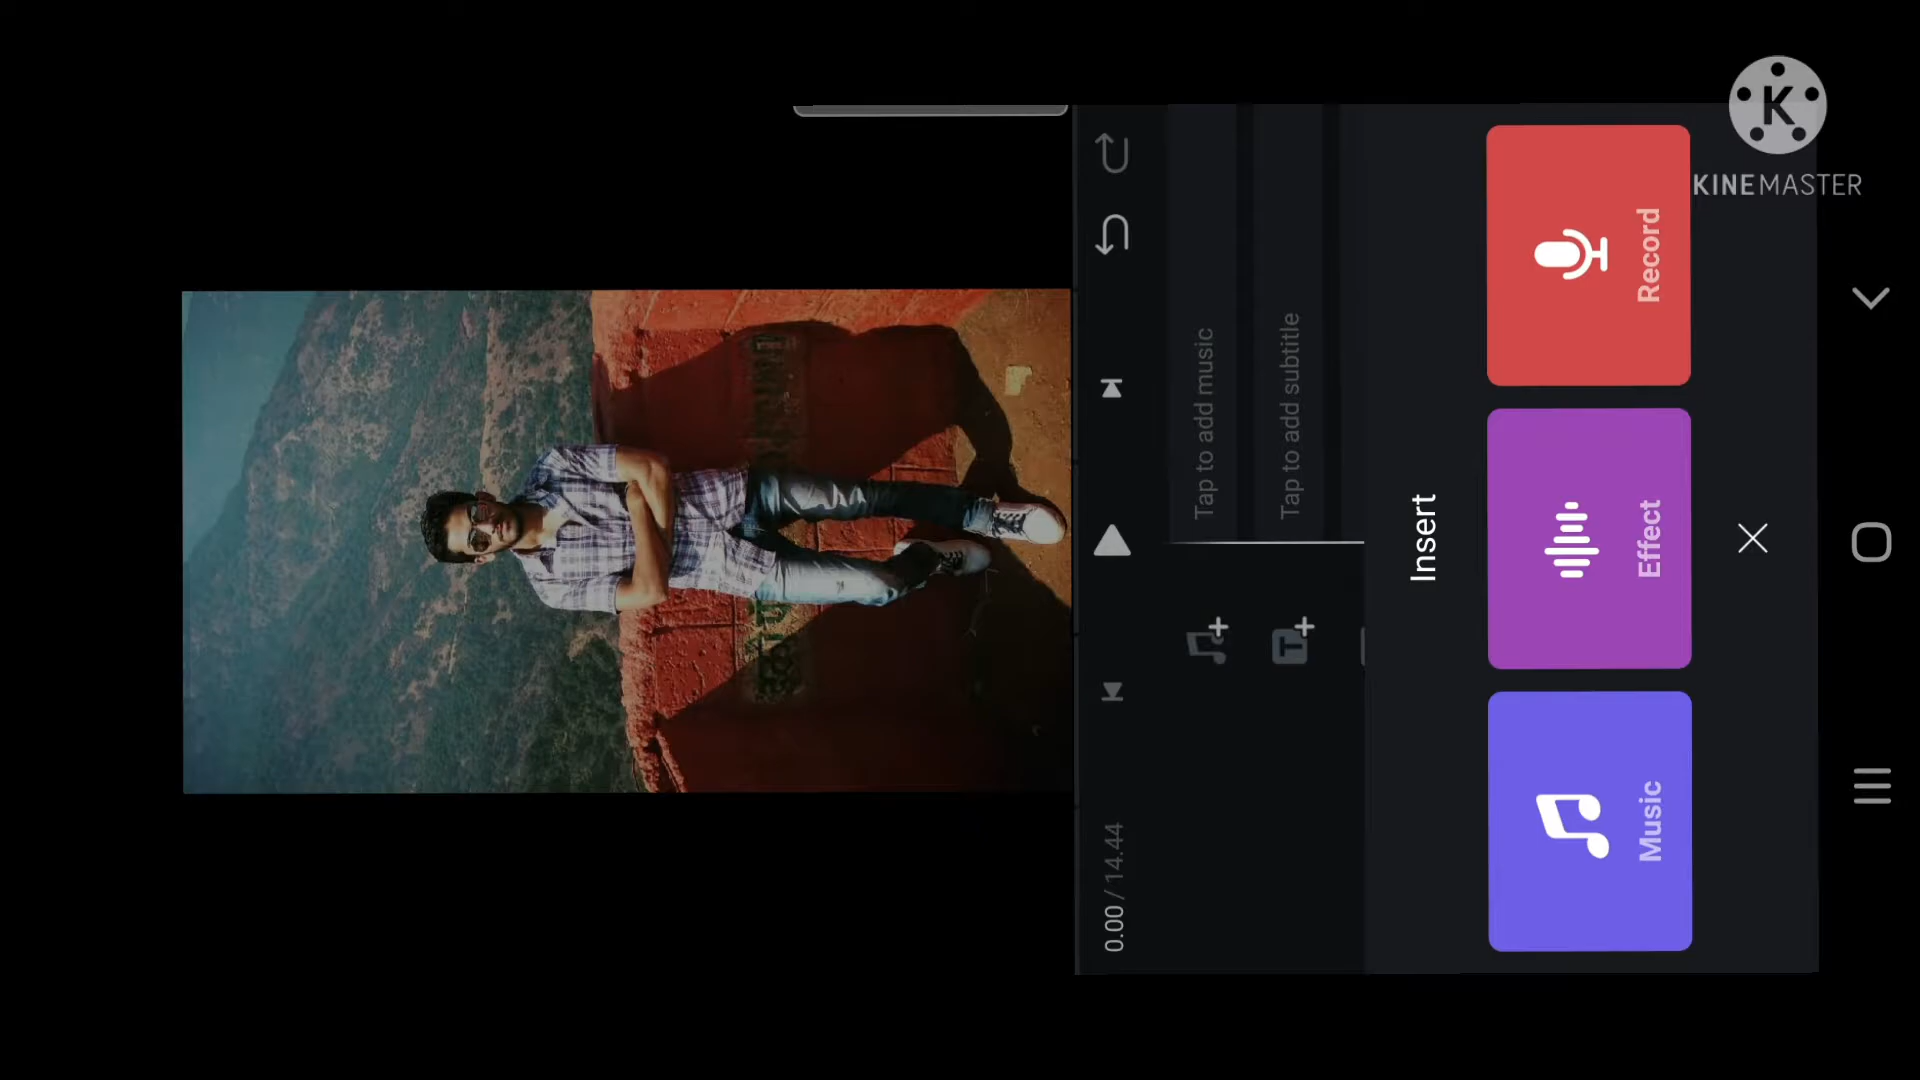 K
KINEMASTER
0.00 / 14.44
Tap to add music
Tap to add subtitle
T
Insert
Music
Effect
Record